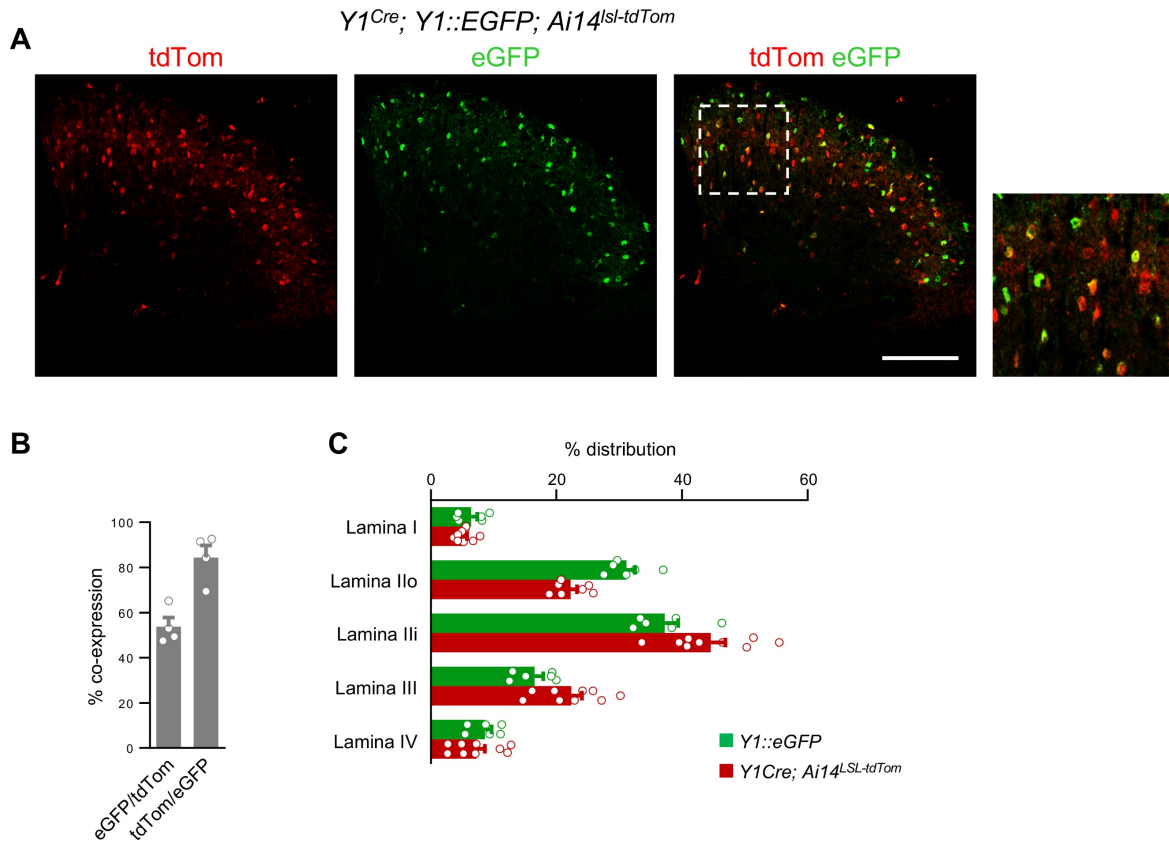 Y1Cre; Y1::EGFP; Ai14lsl-tdTom
A
tdTom
eGFP
tdTom eGFP
B
C
% distribution
0 20 40 60
Lamina I
Lamina IIo
Lamina IIi
Lamina III
Lamina IV
Y1::eGFP
Y1Cre; Ai14LSL-tdTom
% co-expression
100
80
60
40
20
0
eGFP/tdTom
tdTom/eGFP